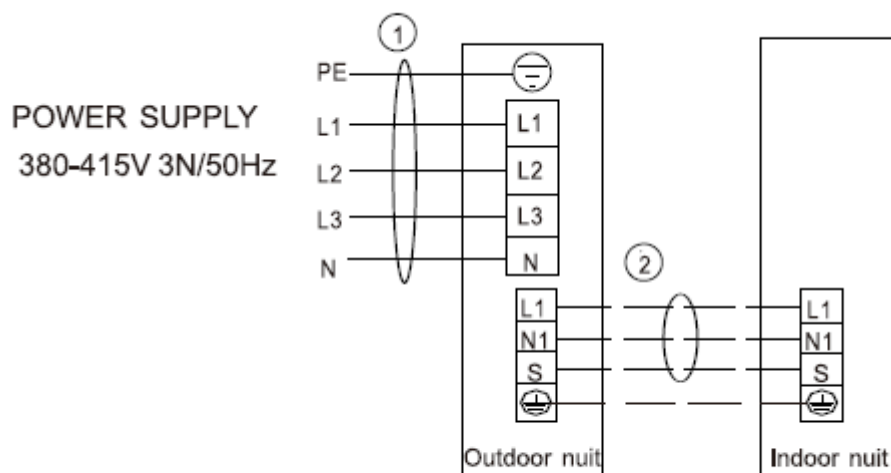 1
PE
POWER SUPPLY
380-415V 3N/50Hz
L1
L2
L3
N
L1
L2
L3
N
2
L1
N1
S
L1
N1
S
Outdoor nuit
Indoor nuit